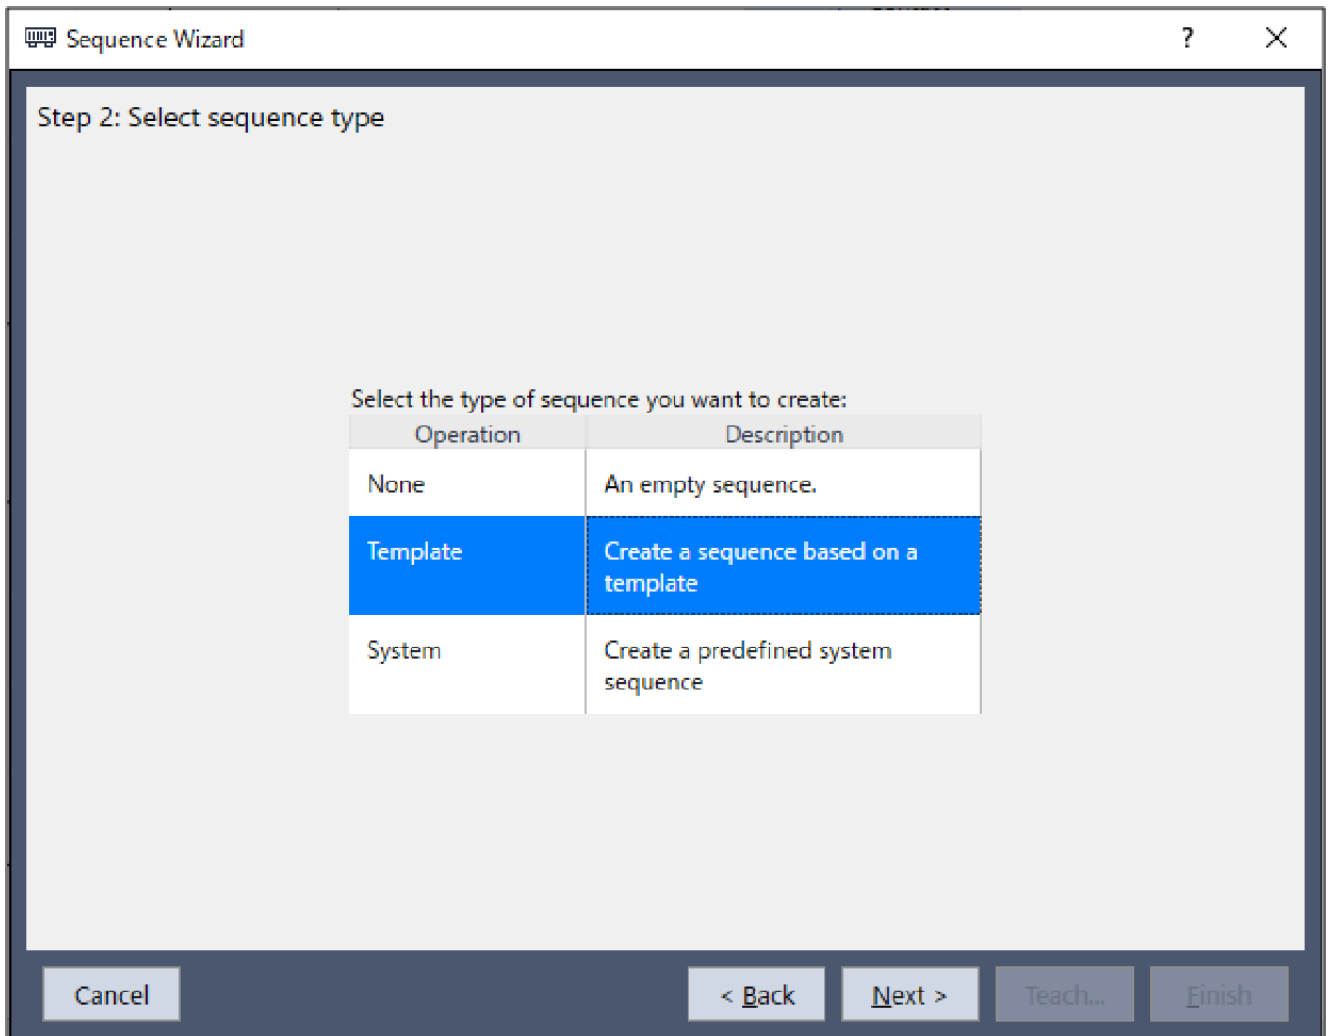 Sequence Wizard ?
Step 2: Select sequence type
Select the type of sequence you want to create:
Operation Description
None An empty sequence.
Template Create a sequence based on a
template
System Create a predefined system
sequence
Cancel < Back Next > Teach... Finish